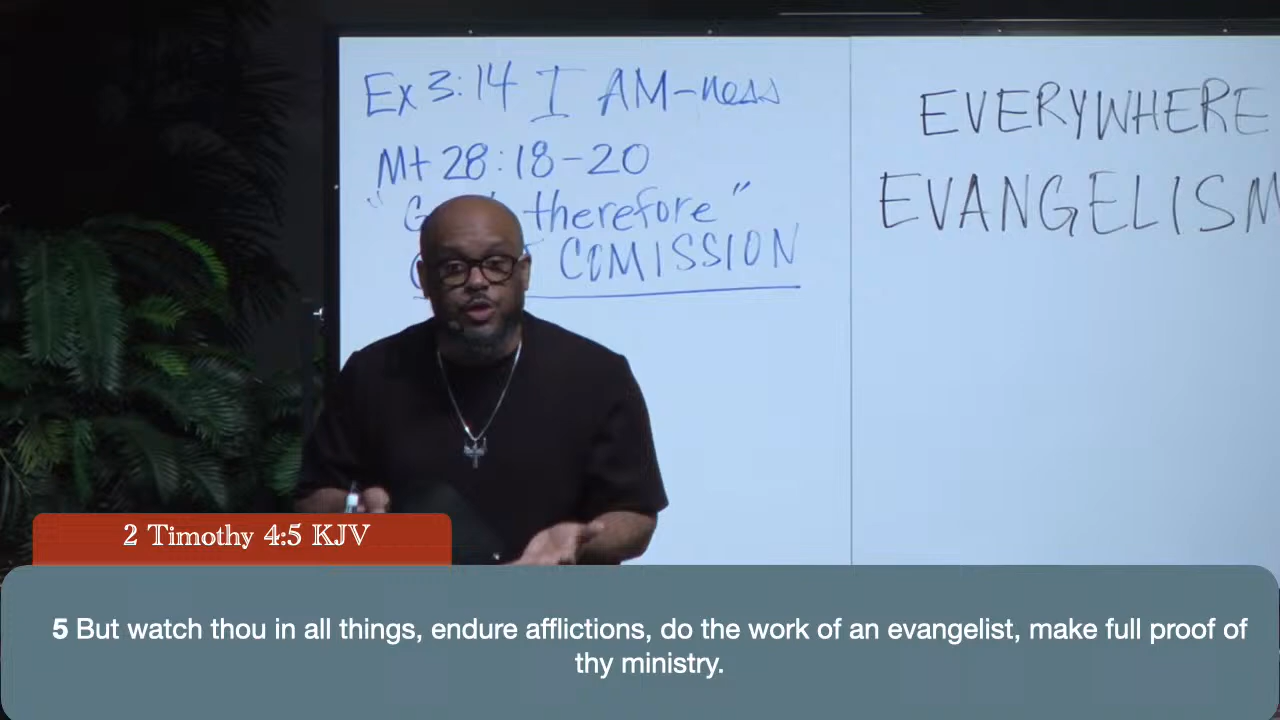 Ex 3:14 I AM-ness
Mt 28:18-20
" therefore "
COMISSION
EVERYWHERE
EVANGELISM
2 Timothy 4:5 KJV
5 But watch thou in all things, endure afflictions, do the work of an evangelist, make full proof of
thy ministry.